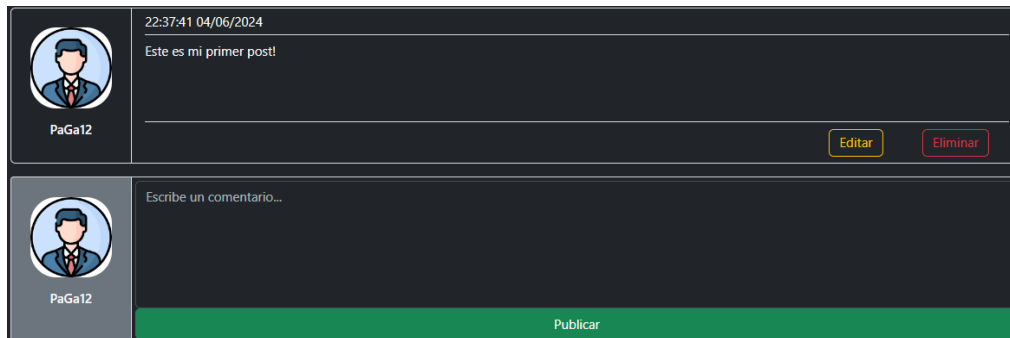 22:37:41 04/06/2024
Este es mi primer post!
PaGa12
Editar
Eliminar
Escribe un comentario...
PaGa12
Publicar